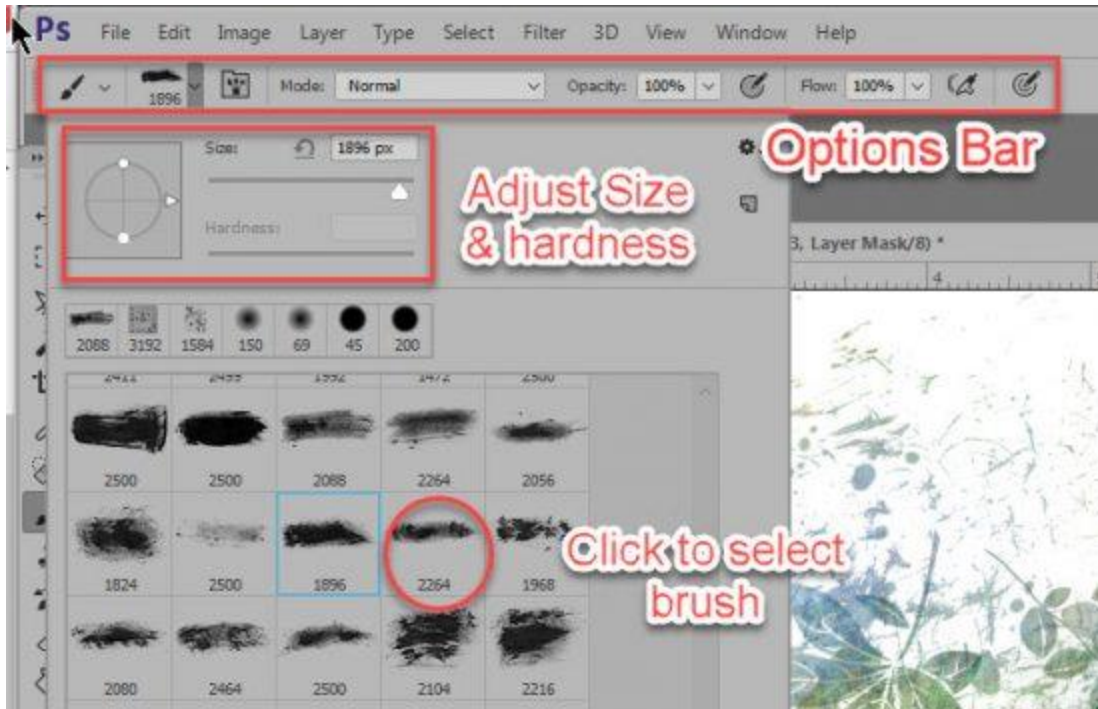 Ps File Edit Image Layer Type Select Filter 3D View Window Help
1896 Mode: Normal Opacity: 100% Flow: 100%
Options Bar
Size: 1896 px
Adjust Size
& hardness
Hardness:
3, Layer Mask/8) *
4
2088 3192 1584 150 69 45 200
2500 2500 2088 2264 2056
1824 2500 1896 2264 1968
Click to select
brush
2080 2464 2500 2104 2216